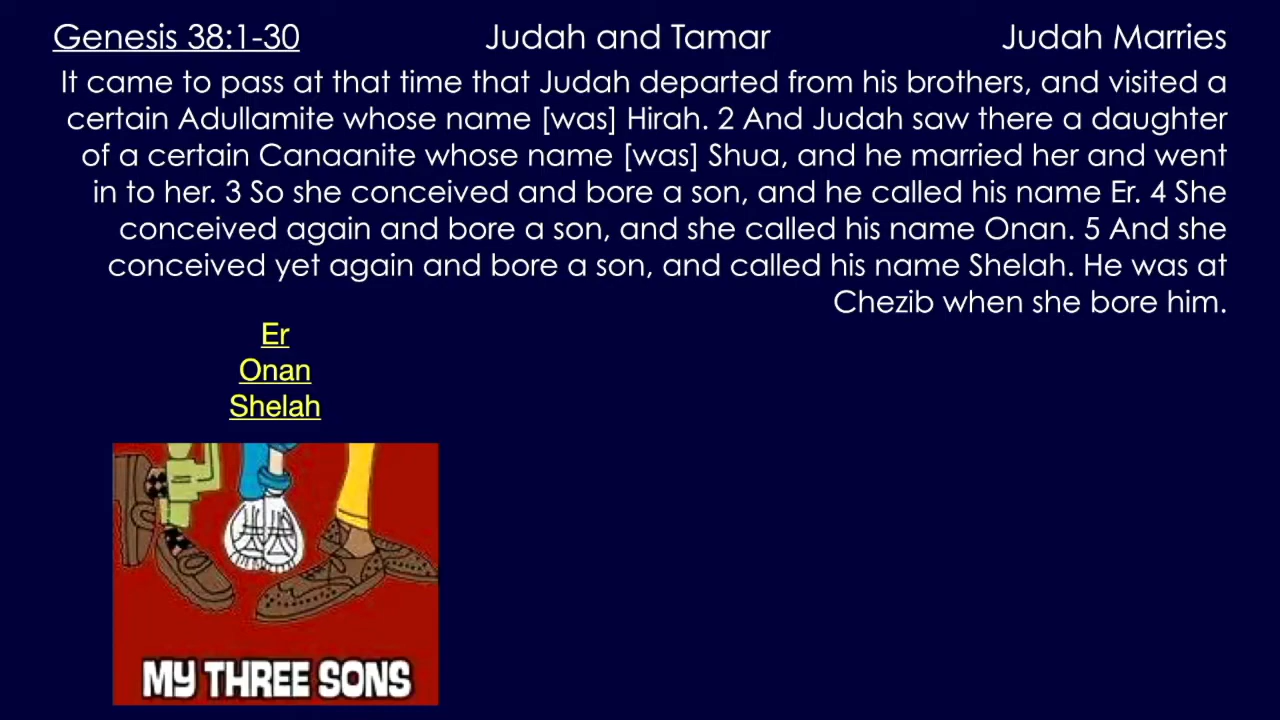 Genesis 38:1-30 Judah and Tamar Judah Marries
It came to pass at that time that Judah departed from his brothers, and visited a
certain Adullamite whose name [was] Hirah. 2 And Judah saw there a daughter
of a certain Canaanite whose name [was] Shua, and he married her and went
in to her. 3 So she conceived and bore a son, and he called his name Er. 4 She
conceived again and bore a son, and she called his name Onan. 5 And she
conceived yet again and bore a son, and called his name Shelah. He was at
Chezib when she bore him.
Er
Onan
Shelah
MY THREE SONS